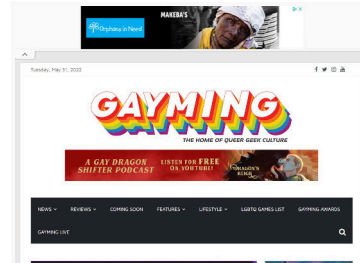 MAKEBA'S
Orphans in Need
Tuesday, May 31, 2022
GAYMING
THE HOME OF QUEER GEEK CULTURE
A GAY DRAGON SHIFTER PODCAST
LISTEN FOR FREE ON YOUTUBE!
DRAGON'S
NEWS
REVIEWS
COMING SOON
FEATURES
LIFESTYLE
LGBTQ GAMES LIST
GAYMING AWARDS
GAYMING LIVE